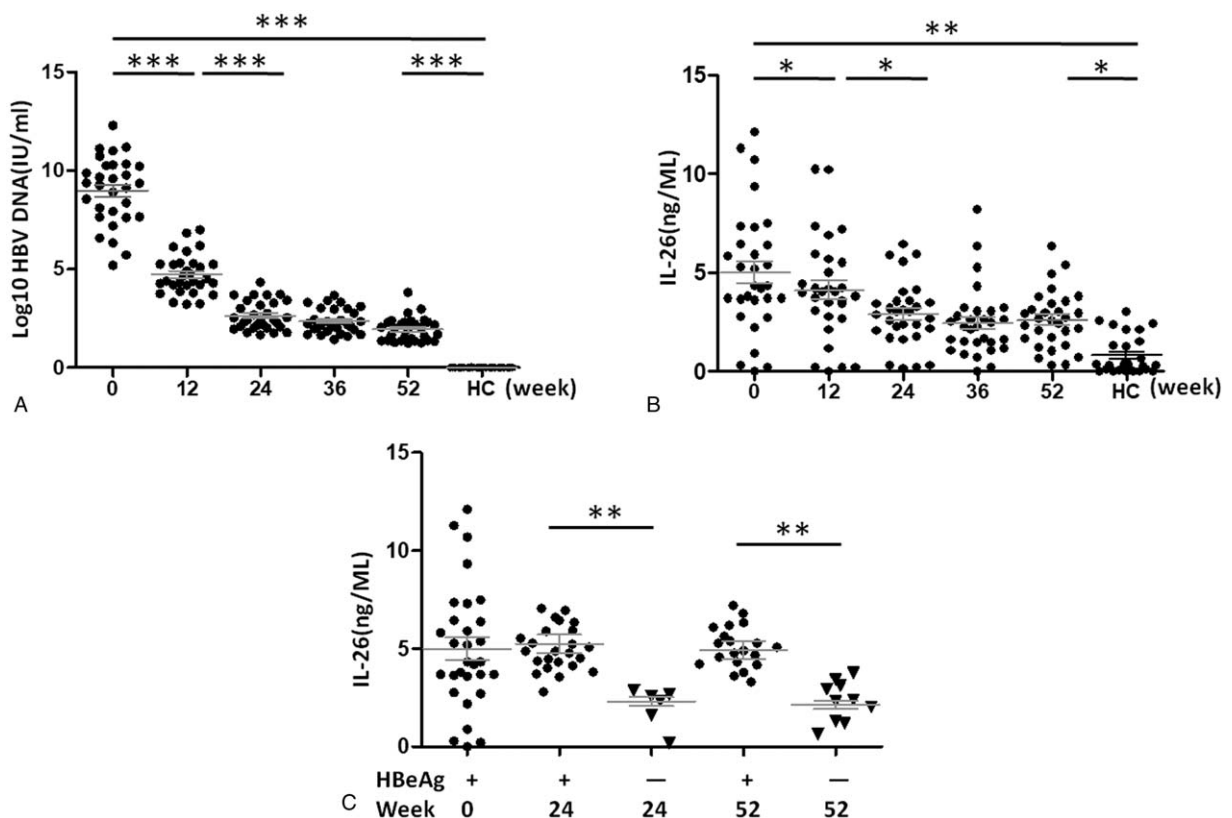 ***
*** *** ***
15
10
5
0
Log10 HBV DNA(IU/ml)
0 12 24 36 52 HC (week)
A
**
* * *
15
10
5
0
IL-26(ng/ML)
0 12 24 36 52 HC (week)
B
** **
15
10
5
0
IL-26(ng/ML)
HBeAg + + — + —
Week 0 24 24 52 52
C